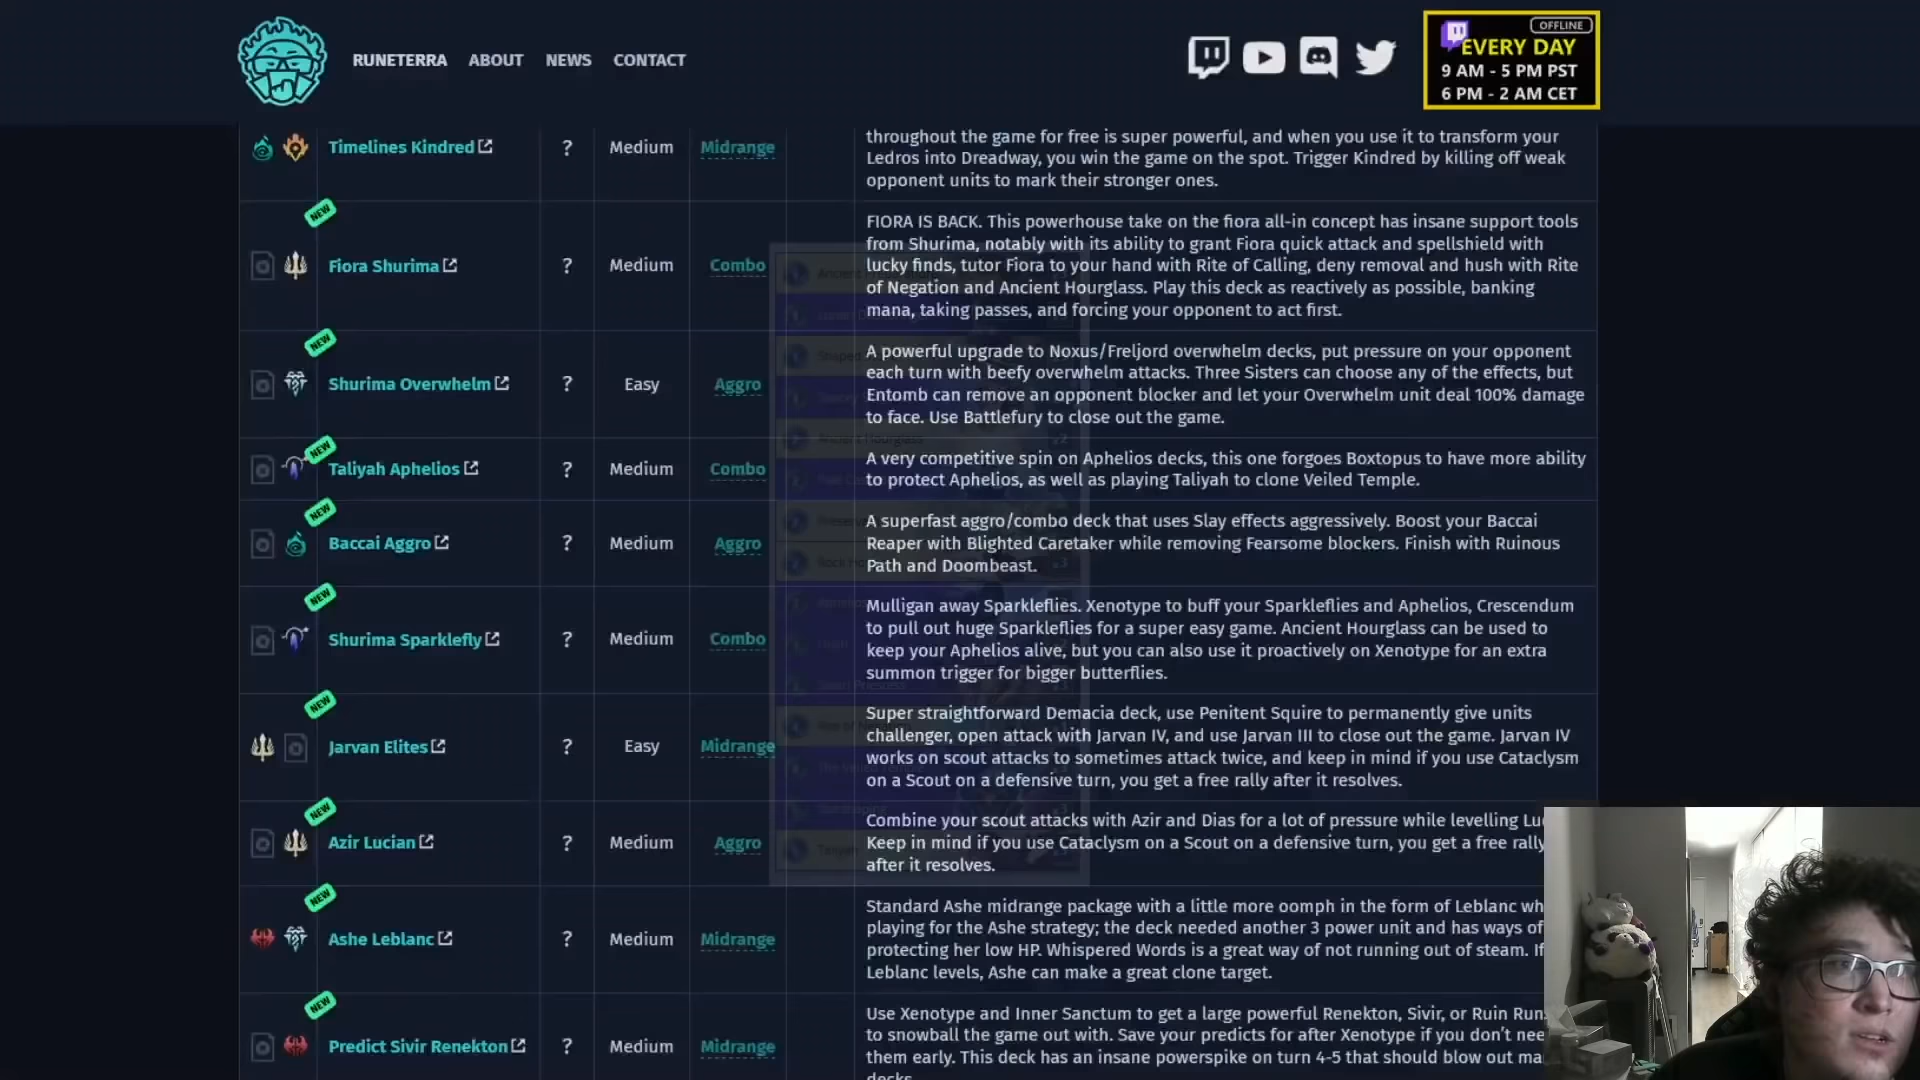 RUNETERRA ABOUT NEWS CONTACT
OFFLINE
EVERY DAY
9 AM - 5 PM PST
6 PM - 2 AM CET
Timelines Kindred ? Medium Midrange
throughout the game for free is super powerful, and when you use it to transform your
Ledros into Dreadway, you win the game on the spot. Trigger Kindred by killing off weak
opponent units to mark their stronger ones.
NEW
Fiora Shurima ? Medium Combo
FIORA IS BACK. This powerhouse take on the fiora all-in concept has insane support tools
from Shurima, notably with its ability to grant Fiora quick attack and spellshield with
lucky finds, tutor Fiora to your hand with Rite of Calling, deny removal and hush with Rite
of Negation and Ancient Hourglass. Play this deck as reactively as possible, banking
mana, taking passes, and forcing your opponent to act first.
NEW
Shurima Overwhelm ? Easy Aggro
A powerful upgrade to Noxus/Freljord overwhelm decks, put pressure on your opponent
each turn with beefy overwhelm attacks. Three Sisters can choose any of the effects, but
Entomb can remove an opponent blocker and let your Overwhelm unit deal 100% damage
to face. Use Battlefury to close out the game.
NEW
Taliyah Aphelios ? Medium Combo
A very competitive spin on Aphelios decks, this one forgoes Boxtopus to have more ability
to protect Aphelios, as well as playing Taliyah to clone Veiled Temple.
NEW
Baccai Aggro ? Medium Aggro
A superfast aggro/combo deck that uses Slay effects aggressively. Boost your Baccai
Reaper with Blighted Caretaker while removing Fearsome blockers. Finish with Ruinous
Path and Doombeast.
NEW
Shurima Sparklefly ? Medium Combo
Mulligan away Sparkleflies. Xenotype to buff your Sparkleflies and Aphelios, Crescendum
to pull out huge Sparkleflies for a super easy game. Ancient Hourglass can be used to
keep your Aphelios alive, but you can also use it proactively on Xenotype for an extra
summon trigger for bigger butterflies.
NEW
Jarvan Elites ? Easy Midrange
Super straightforward Demacia deck, use Penitent Squire to permanently give units
challenger, open attack with Jarvan IV, and use Jarvan III to close out the game. Jarvan IV
works on scout attacks to sometimes attack twice, and keep in mind if you use Cataclysm
on a Scout on a defensive turn, you get a free rally after it resolves.
NEW
Azir Lucian ? Medium Aggro
Combine your scout attacks with Azir and Dias for a lot of pressure while levelling Lu
Keep in mind if you use Cataclysm on a Scout on a defensive turn, you get a free rally
after it resolves.
NEW
Ashe Leblanc ? Medium Midrange
Standard Ashe midrange package with a little more oomph in the form of Leblanc wh
playing for the Ashe strategy; the deck needed another 3 power unit and has ways of
protecting her low HP. Whispered Words is a great way of not running out of steam. If
Leblanc levels, Ashe can make a great clone target.
NEW
Predict Sivir Renekton ? Medium Midrange
Use Xenotype and Inner Sanctum to get a large powerful Renekton, Sivir, or Ruin Run
to snowball the game out with. Save your predicts for after Xenotype if you don't nee
them early. This deck has an insane powerspike on turn 4-5 that should blow out ma
decks.